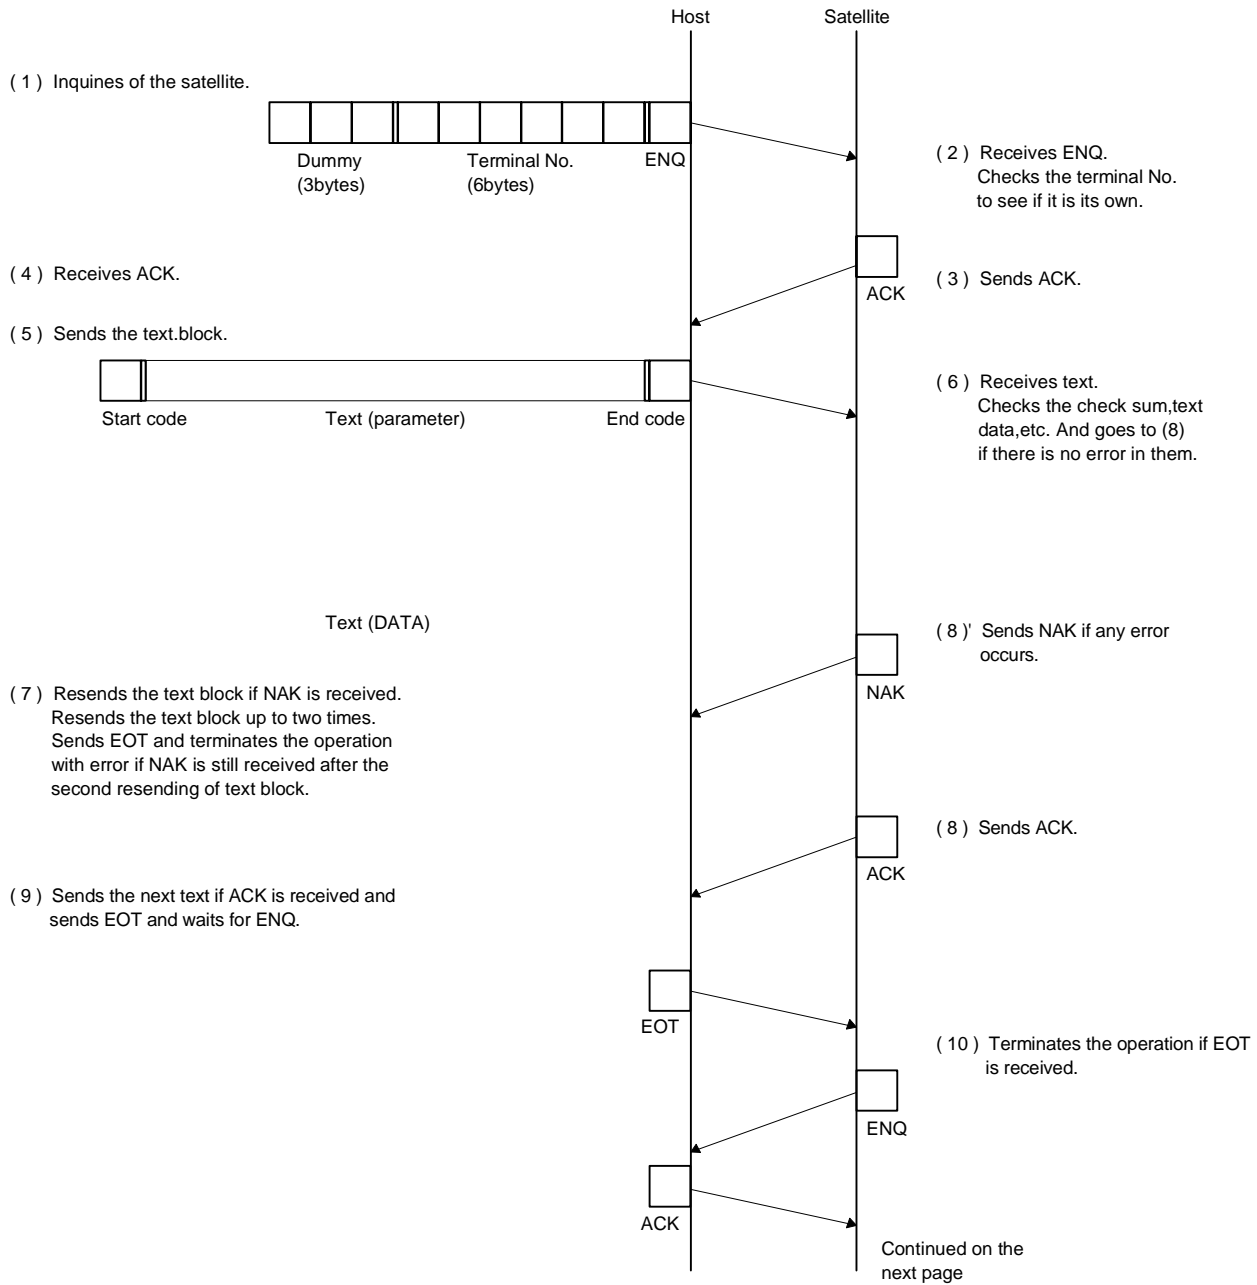 Host
Satellite
( 1 ) Inquines of the satellite.
Dummy
(3bytes)
Terminal No.
(6bytes)
ENQ
( 2 ) Receives ENQ.
Checks the terminal No.
to see if it is its own.
ACK
( 3 ) Sends ACK.
( 4 ) Receives ACK.
( 5 ) Sends the text.block.
Start code
Text (parameter)
End code
( 6 ) Receives text.
Checks the check sum,text
data,etc. And goes to (8)
if there is no error in them.
Text (DATA)
( 8 )' Sends NAK if any error
occurs.
NAK
( 7 ) Resends the text block if NAK is received.
Resends the text block up to two times.
Sends EOT and terminates the operation
with error if NAK is still received after the
second resending of text block.
( 8 ) Sends ACK.
ACK
( 9 ) Sends the next text if ACK is received and
sends EOT and waits for ENQ.
EOT
( 10 ) Terminates the operation if EOT
is received.
ENQ
ACK
Continued on the
next page